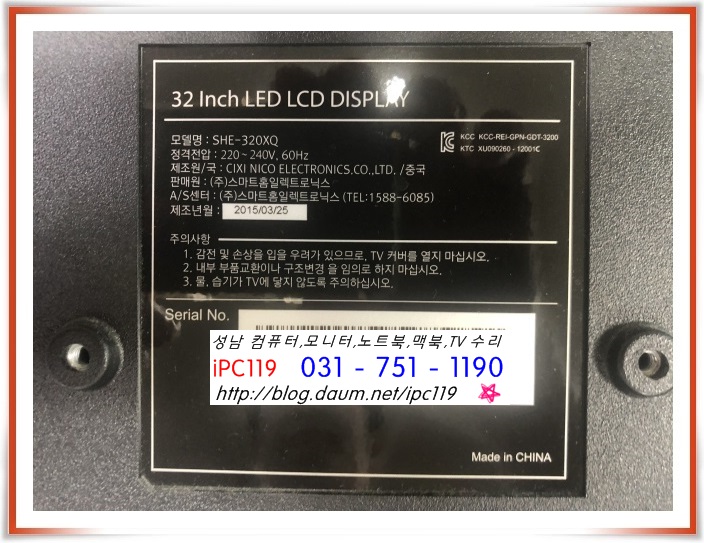 32 Inch LED LCD DISPLAY
모델명 : SHE-320XQ
정격전압 : 220~240V, 60Hz
제조원/국 : CIXI NICO ELECTRONICS.CO.,LTD. /중국
판매원 : (주)스마트홈일렉트로닉스
A/S센터 : (주)스마트홈일렉트로닉스 (TEL:1588-6085)
제조년월 : 2015/03/25
KCC KCC-REI-GPN-GDT-3200
KTC XU090260 - 12001C
주의사항
1. 감전 및 손상을 입을 우려가 있으므로, TV 커버를 열지 마십시오.
2. 내부 부품교환이나 구조변경 을 임의로 하지 마십시오.
3. 물, 습기가 TV에 닿지 않도록 주의하십시오.
Serial No.
성남 컴퓨터,모니터,노트북,맥북,TV 수리
iPC119 031 - 751 - 1190
http://blog.daum.net/ipc119
Made in CHINA